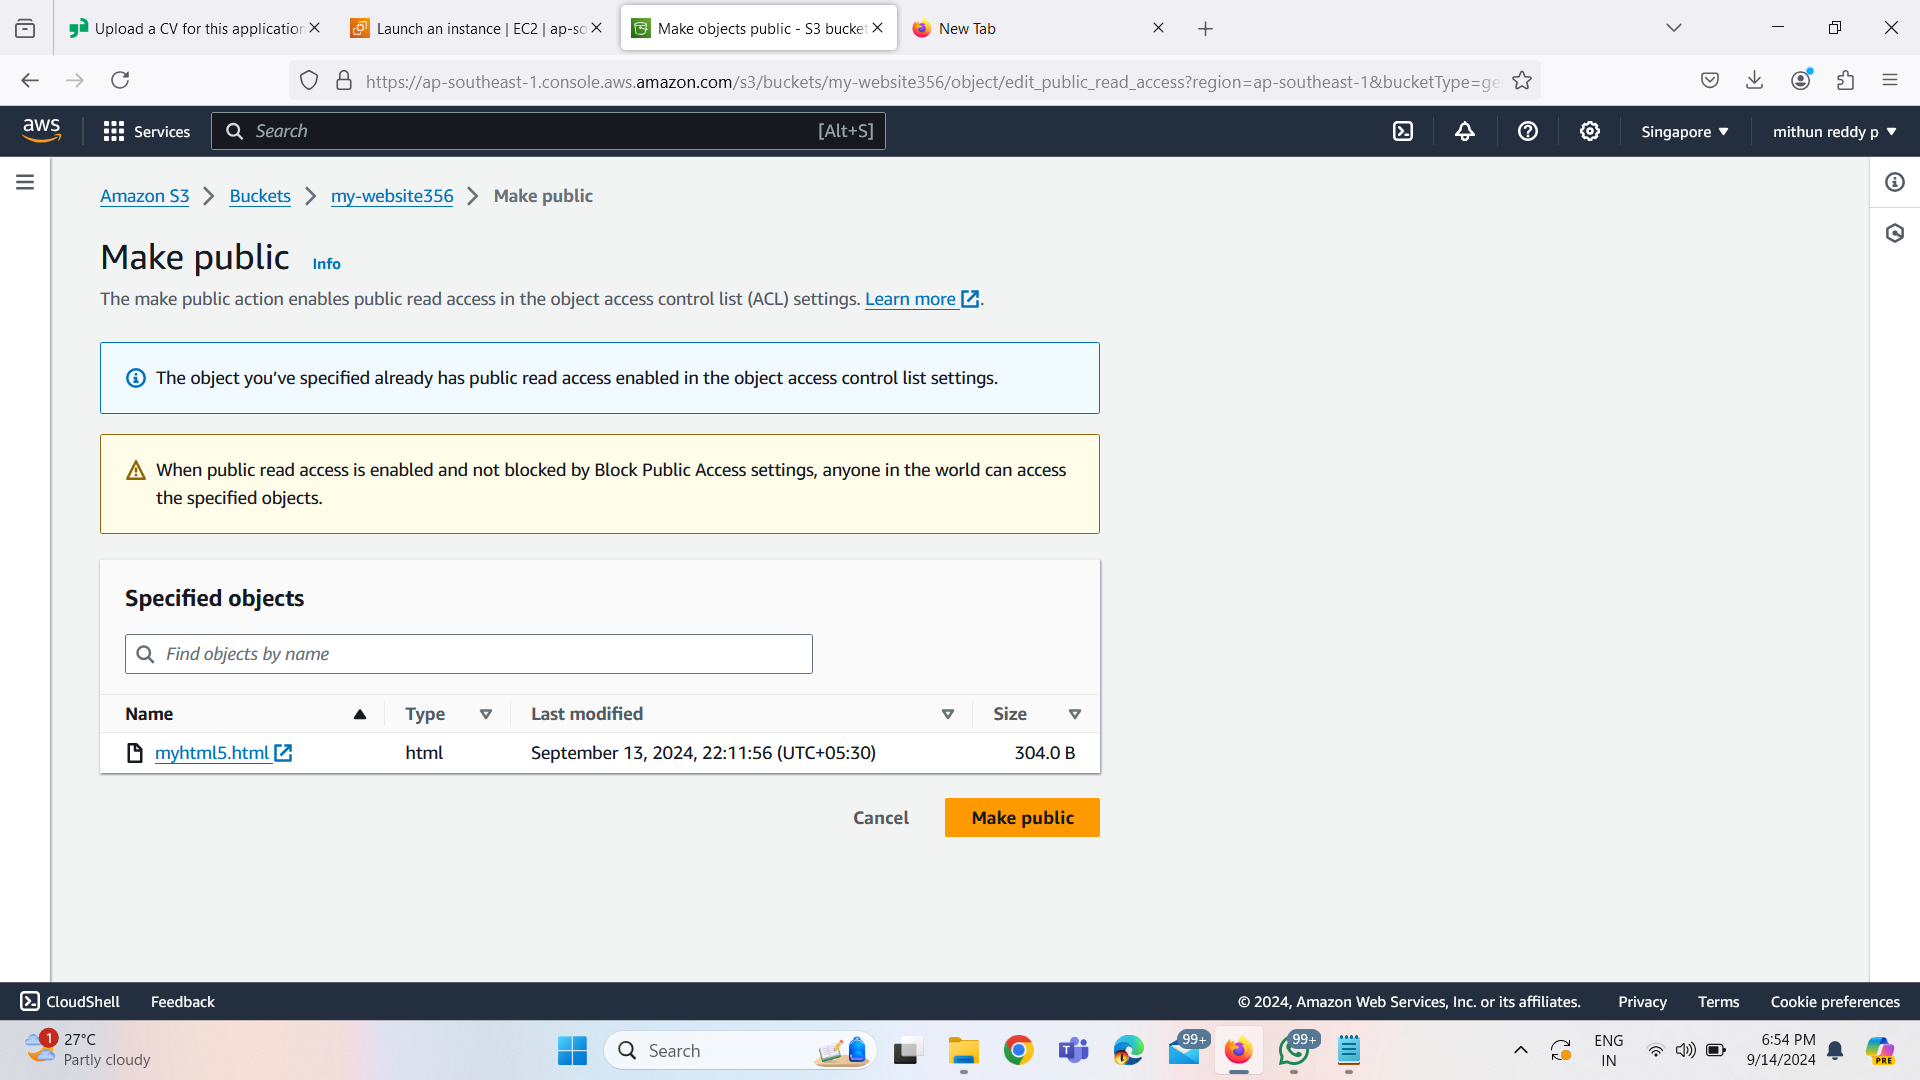 Upload a CV for this application
Launch an instance | EC2 | ap-so
Make objects public - S3 bucket
New Tab
https://ap-southeast-1.console.aws.amazon.com/s3/buckets/my-website356/object/edit_public_read_access?region=ap-southeast-1&bucketType=ge
aws
Services
Search
[Alt+S]
Singapore
mithun reddy p
Amazon S3
Buckets
my-website356
Make public
Make public
Info
The make public action enables public read access in the object access control list (ACL) settings. Learn more.
The object you've specified already has public read access enabled in the object access control list settings.
When public read access is enabled and not blocked by Block Public Access settings, anyone in the world can access
the specified objects.
Specified objects
Find objects by name
Name
Type
Last modified
Size
myhtml5.html
html
September 13, 2024, 22:11:56 (UTC+05:30)
304.0 B
Cancel
Make public
CloudShell
Feedback
© 2024, Amazon Web Services, Inc. or its affiliates.
Privacy
Terms
Cookie preferences
1
27°C
Partly cloudy
Search
99+
99+
ENG
IN
6:54 PM
9/14/2024
PRE